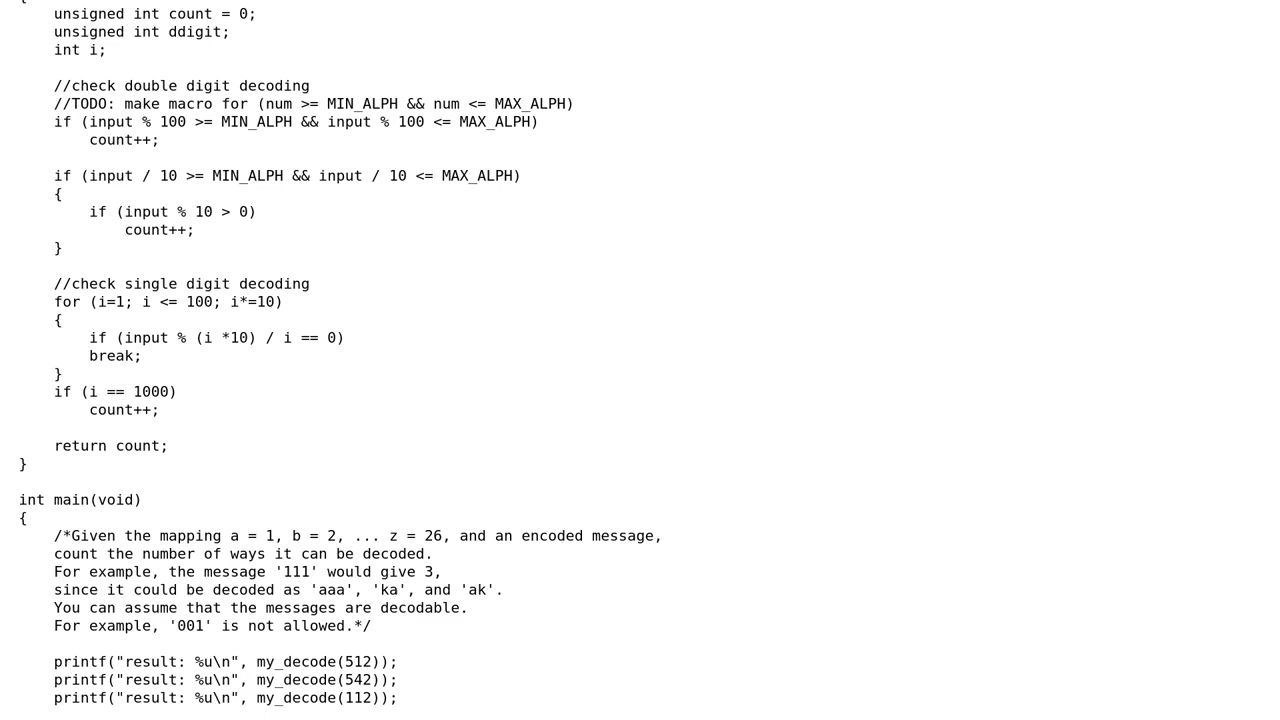 {
    unsigned int count = 0;
    unsigned int ddigit;
    int i;

    //check double digit decoding
    //TODO: make macro for (num >= MIN_ALPH && num <= MAX_ALPH)
    if (input % 100 >= MIN_ALPH && input % 100 <= MAX_ALPH)
        count++;

    if (input / 10 >= MIN_ALPH && input / 10 <= MAX_ALPH)
    {
        if (input % 10 > 0)
            count++;
    }

    //check single digit decoding
    for (i=1; i <= 100; i*=10)
    {
        if (input % (i *10) / i == 0)
        break;
    }
    if (i == 1000)
        count++;

    return count;
}

int main(void)
{
    /*Given the mapping a = 1, b = 2, ... z = 26, and an encoded message,
    count the number of ways it can be decoded.
    For example, the message '111' would give 3,
    since it could be decoded as 'aaa', 'ka', and 'ak'.
    You can assume that the messages are decodable.
    For example, '001' is not allowed.*/

    printf("result: %u\n", my_decode(512));
    printf("result: %u\n", my_decode(542));
    printf("result: %u\n", my_decode(112));